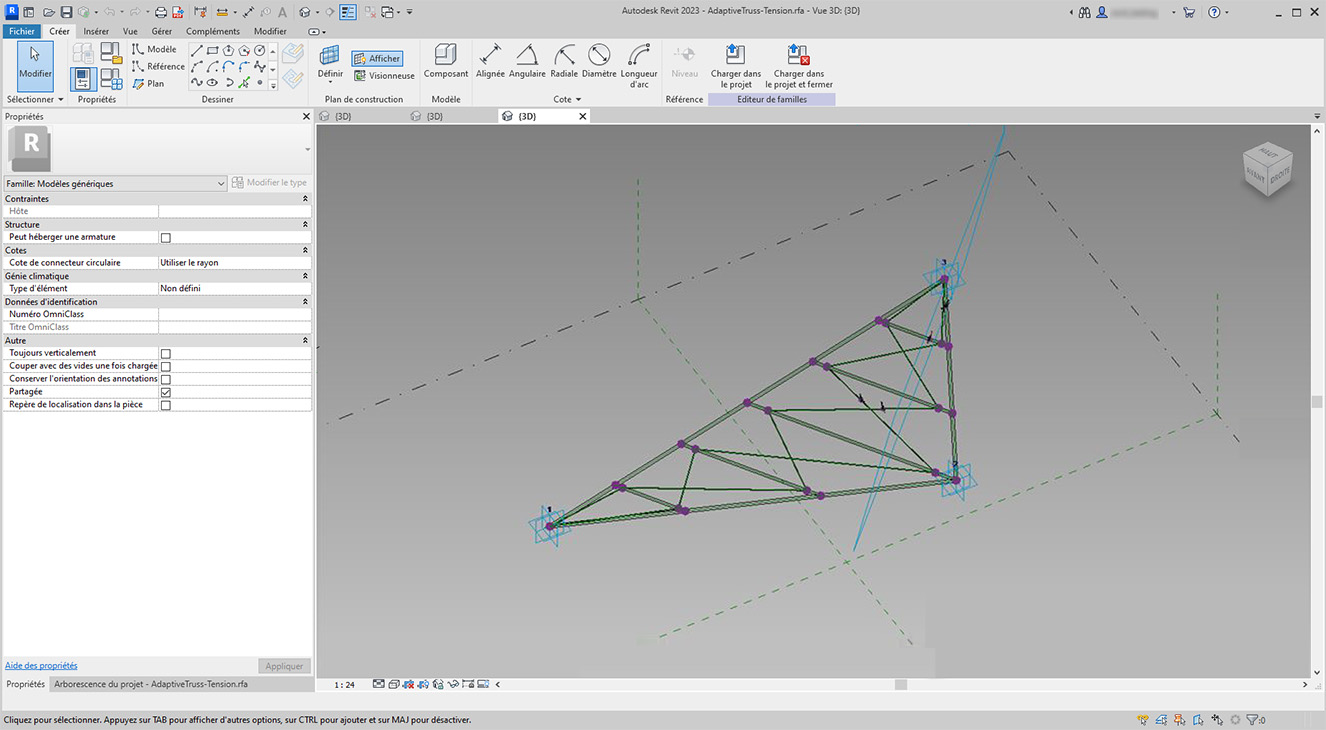 R
Autodesk Revit 2023 - AdaptiveTruss-Tension.rfa - Vue 3D: {3D}
Fichier Créer Insérer Vue Gérer Compléments Modifier
Modifier
Sélectionner
Propriétés
Modèle
Référence
Plan
Dessiner
Définir
Afficher
Visionneuse
Plan de construction
Composant
Modèle
Alignée Angulaire Radiale Diamètre Longueur d'arc
Cote
Niveau
Référence
Charger dans le projet
Charger dans le projet et fermer
Editeur de familles
Propriétés
{3D} {3D} {3D}
R
Famille: Modèles génériques
Modifier le type
Contraintes
Hôte
Structure
Peut héberger une armature
Cotes
Cote de connecteur circulaire Utiliser le rayon
Génie climatique
Type d'élément Non défini
Données d'identification
Numéro OmniClass
Titre OmniClass
Autre
Toujours verticalement
Couper avec des vides une fois chargée
Conserver l'orientation des annotations
Partagée
Repère de localisation dans la pièce
HAUT
AVANT
DROITE
3
2
1
Aide des propriétés
Appliquer
Propriétés Arborescence du projet - AdaptiveTruss-Tension.rfa
1 : 24
Cliquez pour sélectionner. Appuyez sur TAB pour afficher d'autres options, sur CTRL pour ajouter et sur MAJ pour désactiver.
:0